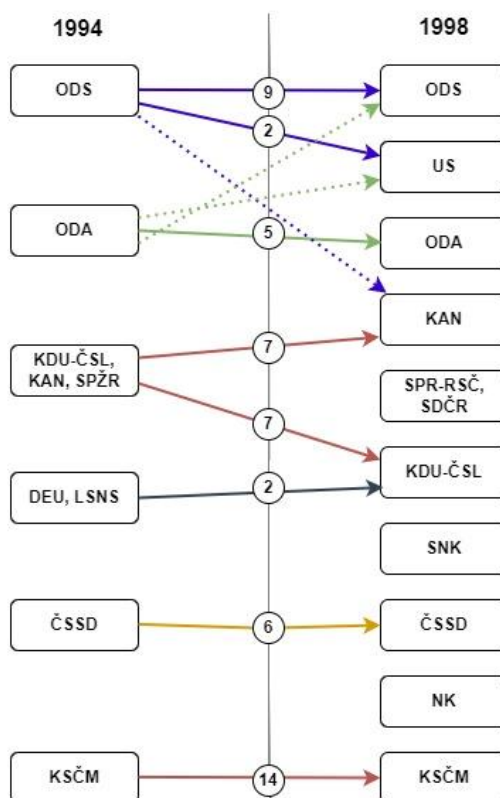 1994
1998
ODS
9
ODS
2
US
ODA
5
ODA
KAN
KDU-ČSL,
KAN, SPŽR
7
SPR-RSČ,
SDČR
7
KDU-ČSL
DEU, LSNS
2
SNK
ČSSD
6
ČSSD
NK
KSČM
14
KSČM